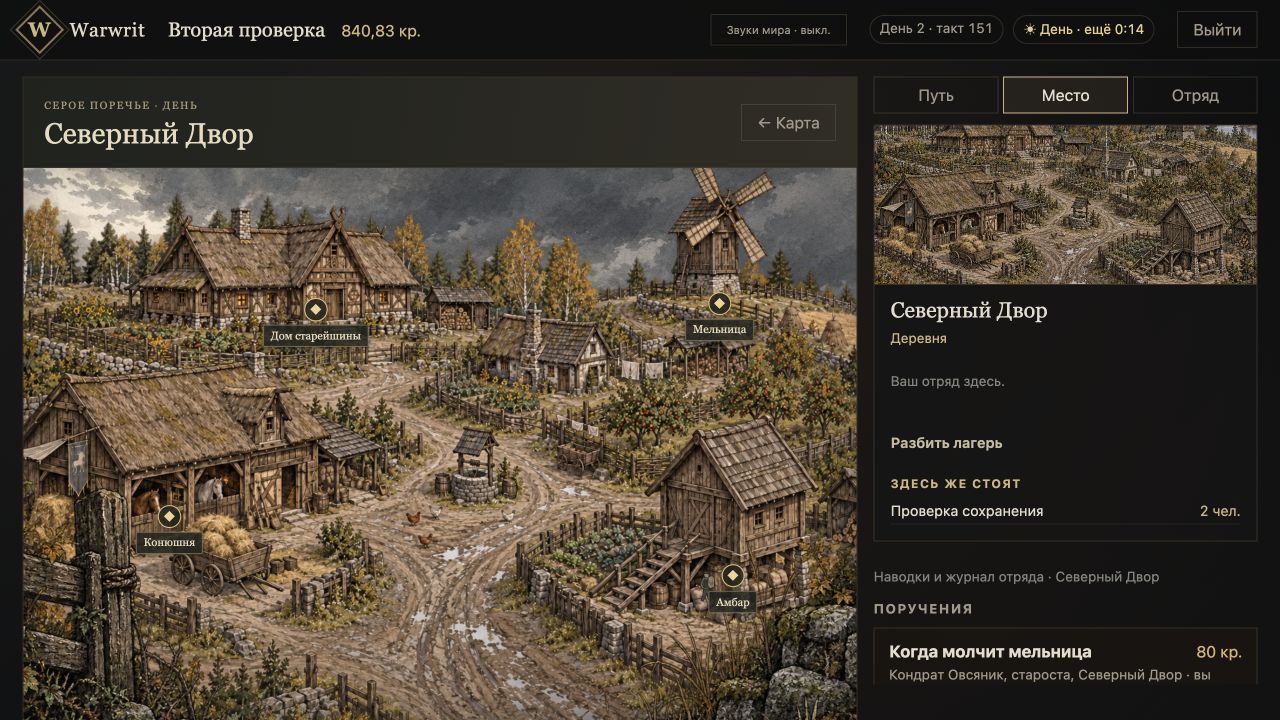 W Warwrit Вторая проверка 840,83 кр. Звуки мира · выкл. День 2 · такт 151 ☀ День · ещё 0:14 Выйти
СЕРОЕ ПОРЕЧЬЕ · ДЕНЬ
Северный Двор
← Карта
Дом старейшины
Мельница
Конюшня
Амбар
Путь Место Отряд
Северный Двор
Деревня
Ваш отряд здесь.
Разбить лагерь
ЗДЕСЬ ЖЕ СТОЯТ
Проверка сохранения 2 чел.
Наводки и журнал отряда · Северный Двор
ПОРУЧЕНИЯ
Когда молчит мельница 80 кр.
Кондрат Овсяник, староста, Северный Двор · вы